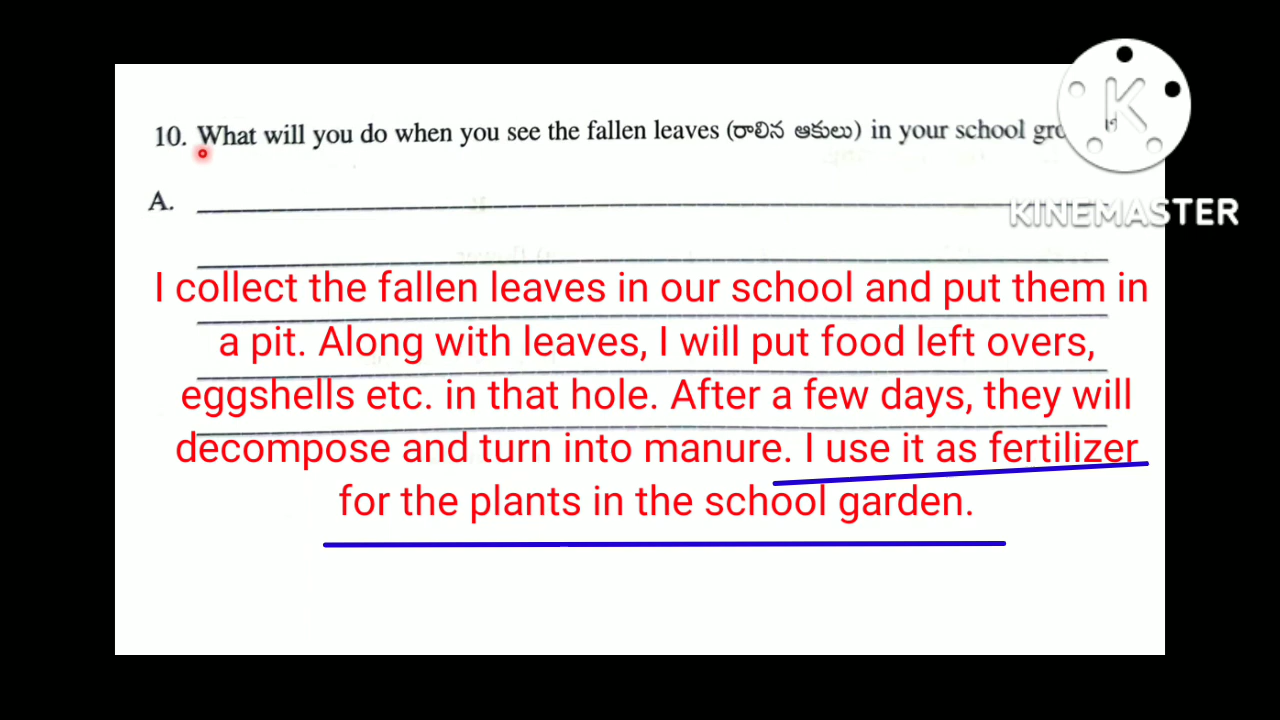 10. What will you do when you see the fallen leaves (రాలిన ఆకులు) in your school
A.
I collect the fallen leaves in our school and put them in
a pit. Along with leaves, I will put food left overs,
eggshells etc. in that hole. After a few days, they will
decompose and turn into manure. I use it as fertilizer
for the plants in the school garden.
K
KINEMASTER